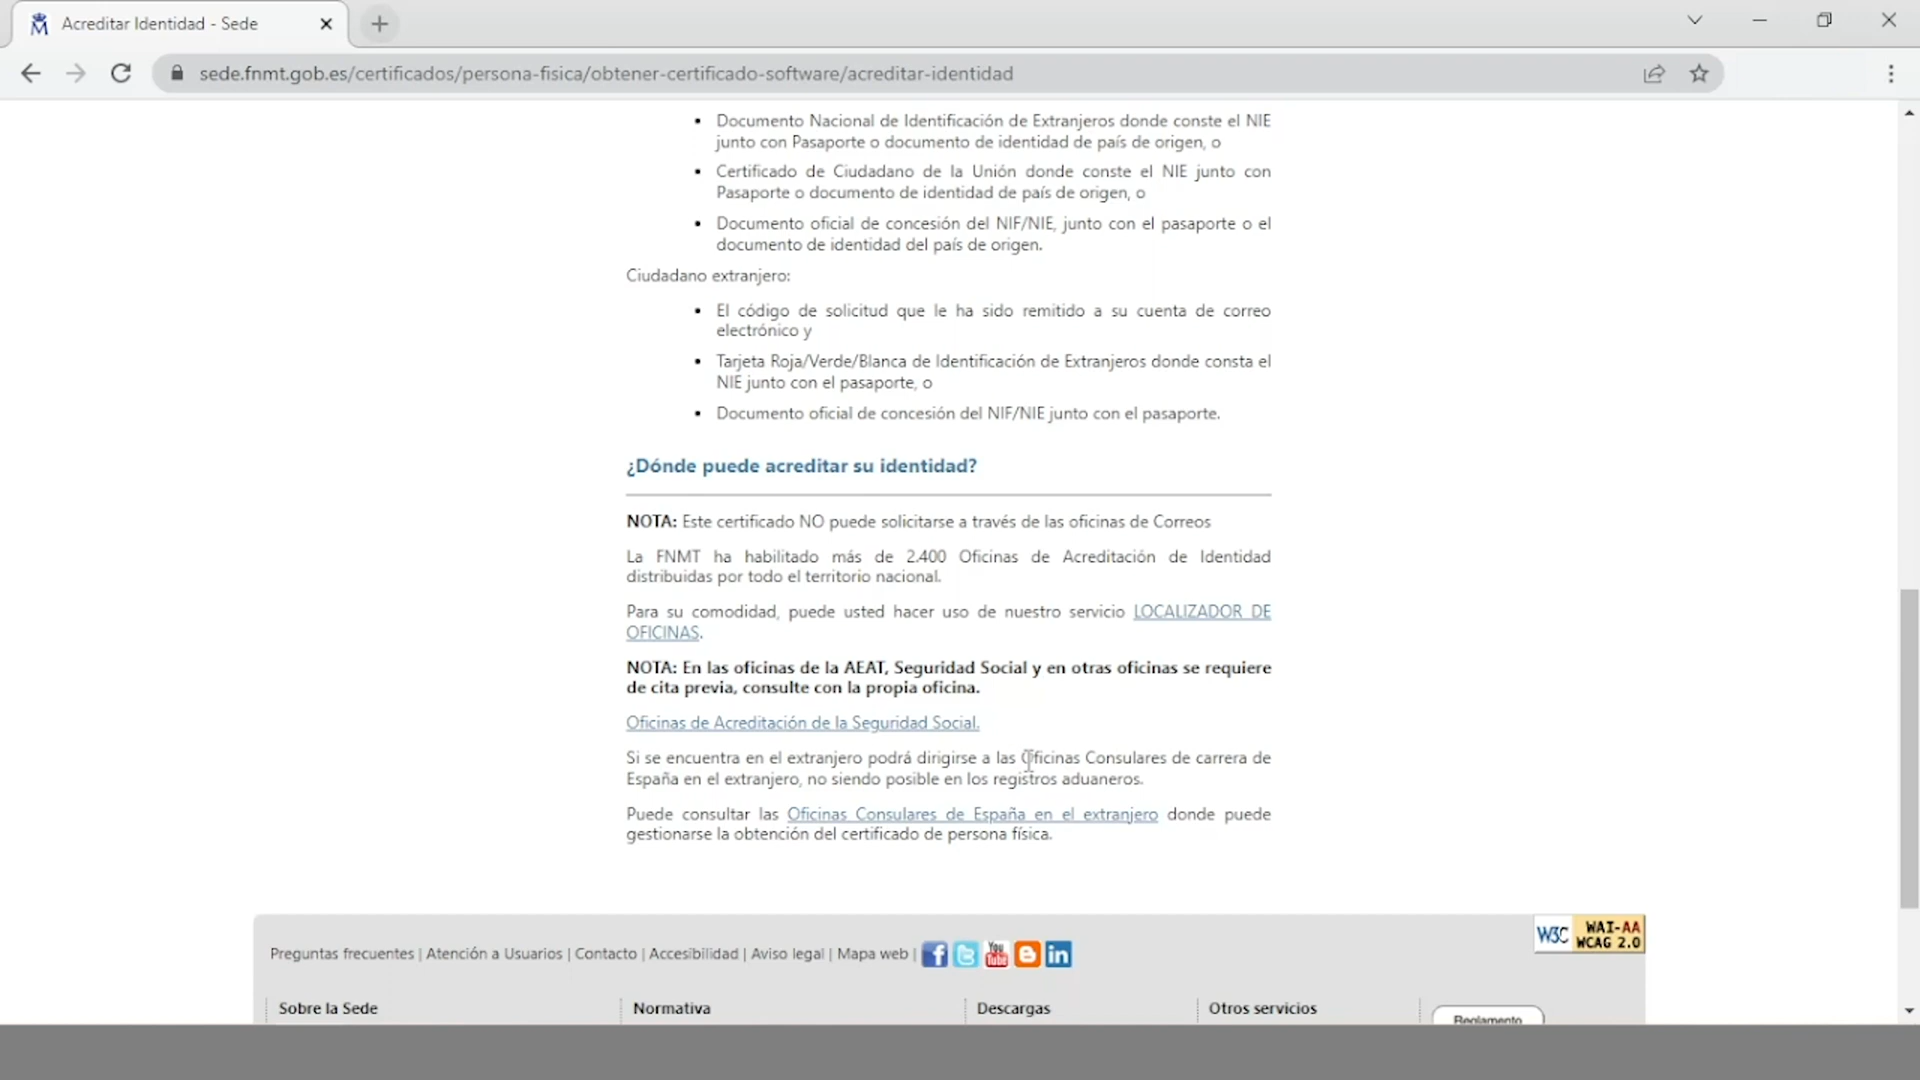 Acreditar Identidad - Sede
sede.fnmt.gob.es/certificados/persona-fisica/obtener-certificado-software/acreditar-identidad
Documento Nacional de Identificación de Extranjeros donde conste el NIE
junto con Pasaporte o documento de identidad de país de origen, o
Certificado de Ciudadano de la Unión donde conste el NIE junto con
Pasaporte o documento de identidad de país de origen, o
Documento oficial de concesión del NIF/NIE, junto con el pasaporte o el
documento de identidad del país de origen.
Ciudadano extranjero:
El código de solicitud que le ha sido remitido a su cuenta de correo
electrónico y
Tarjeta Roja/Verde/Blanca de Identificación de Extranjeros donde consta el
NIE junto con el pasaporte, o
Documento oficial de concesión del NIF/NIE junto con el pasaporte.
¿Dónde puede acreditar su identidad?
NOTA: Este certificado NO puede solicitarse a través de las oficinas de Correos
La FNMT ha habilitado más de 2.400 Oficinas de Acreditación de Identidad
distribuidas por todo el territorio nacional.
Para su comodidad, puede usted hacer uso de nuestro servicio LOCALIZADOR DE
OFICINAS.
NOTA: En las oficinas de la AEAT, Seguridad Social y en otras oficinas se requiere
de cita previa, consulte con la propia oficina.
Oficinas de Acreditación de la Seguridad Social.
Si se encuentra en el extranjero podrá dirigirse a las Oficinas Consulares de carrera de
España en el extranjero, no siendo posible en los registros aduaneros.
Puede consultar las Oficinas Consulares de España en el extranjero donde puede
gestionarse la obtención del certificado de persona física.
W3C WAI-AA
WCAG 2.0
Preguntas frecuentes | Atención a Usuarios | Contacto | Accesibilidad | Aviso legal | Mapa web |
You
Tube
in
Sobre la Sede
Normativa
Descargas
Otros servicios
Reglamento